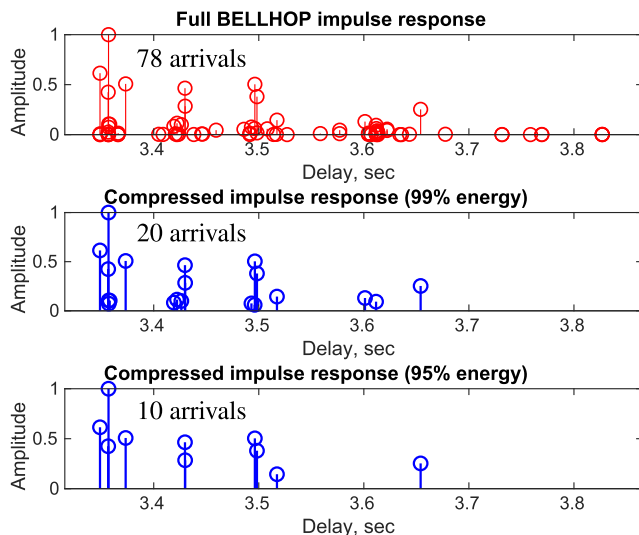 Full BELLHOP impulse response
1
0.5
0
Amplitude
78 arrivals
3.4 3.5 3.6 3.7 3.8
Delay, sec
Compressed impulse response (99% energy)
1
0.5
0
Amplitude
20 arrivals
3.4 3.5 3.6 3.7 3.8
Delay, sec
Compressed impulse response (95% energy)
1
0.5
0
Amplitude
10 arrivals
3.4 3.5 3.6 3.7 3.8
Delay, sec